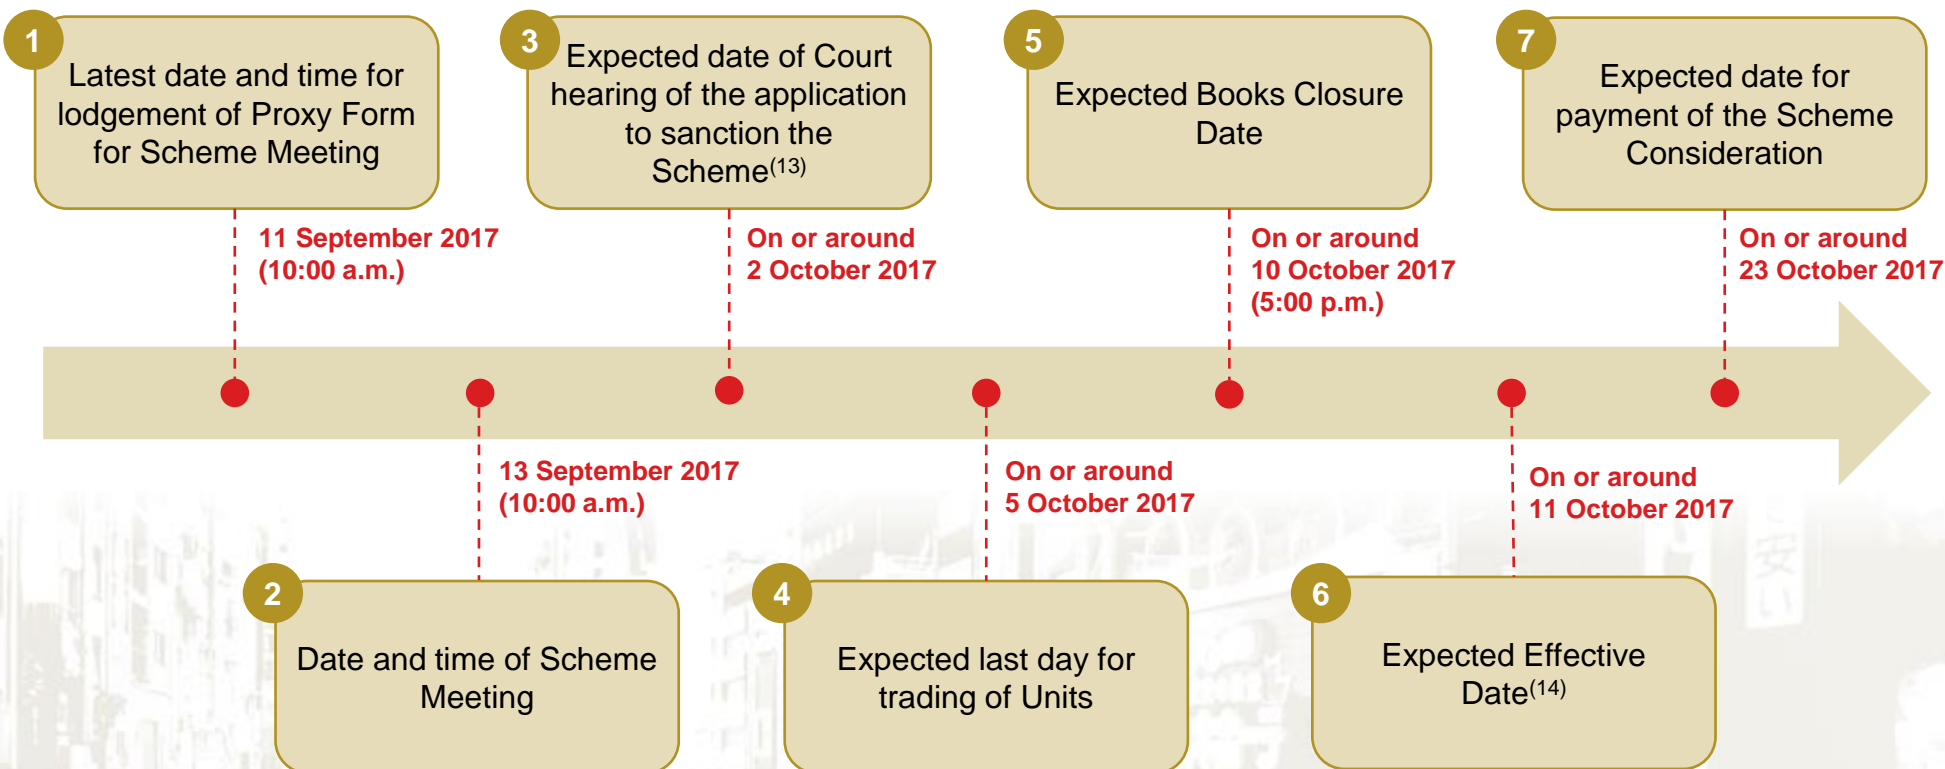 1
Latest date and time for
lodgement of Proxy Form
for Scheme Meeting
11 September 2017
(10:00 a.m.)
2
Date and time of Scheme
Meeting
13 September 2017
(10:00 a.m.)
3
Expected date of Court
hearing of the application
to sanction the
Scheme(13)
On or around
2 October 2017
4
Expected last day for
trading of Units
On or around
5 October 2017
5
Expected Books Closure
Date
On or around
10 October 2017
(5:00 p.m.)
6
Expected Effective
Date(14)
On or around
11 October 2017
7
Expected date for
payment of the Scheme
Consideration
On or around
23 October 2017